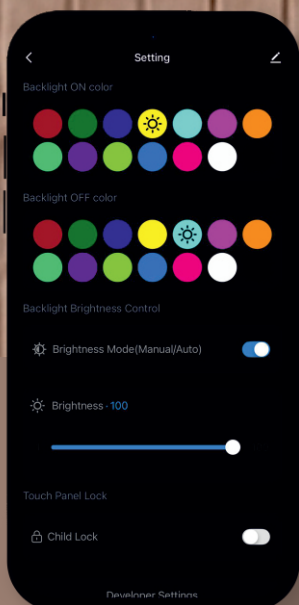 Setting
Backlight ON color
Backlight OFF color
Backlight Brightness Control
Brightness Mode(Manual/Auto)
Brightness - 100
Touch Panel Lock
Child Lock
Developer Settings